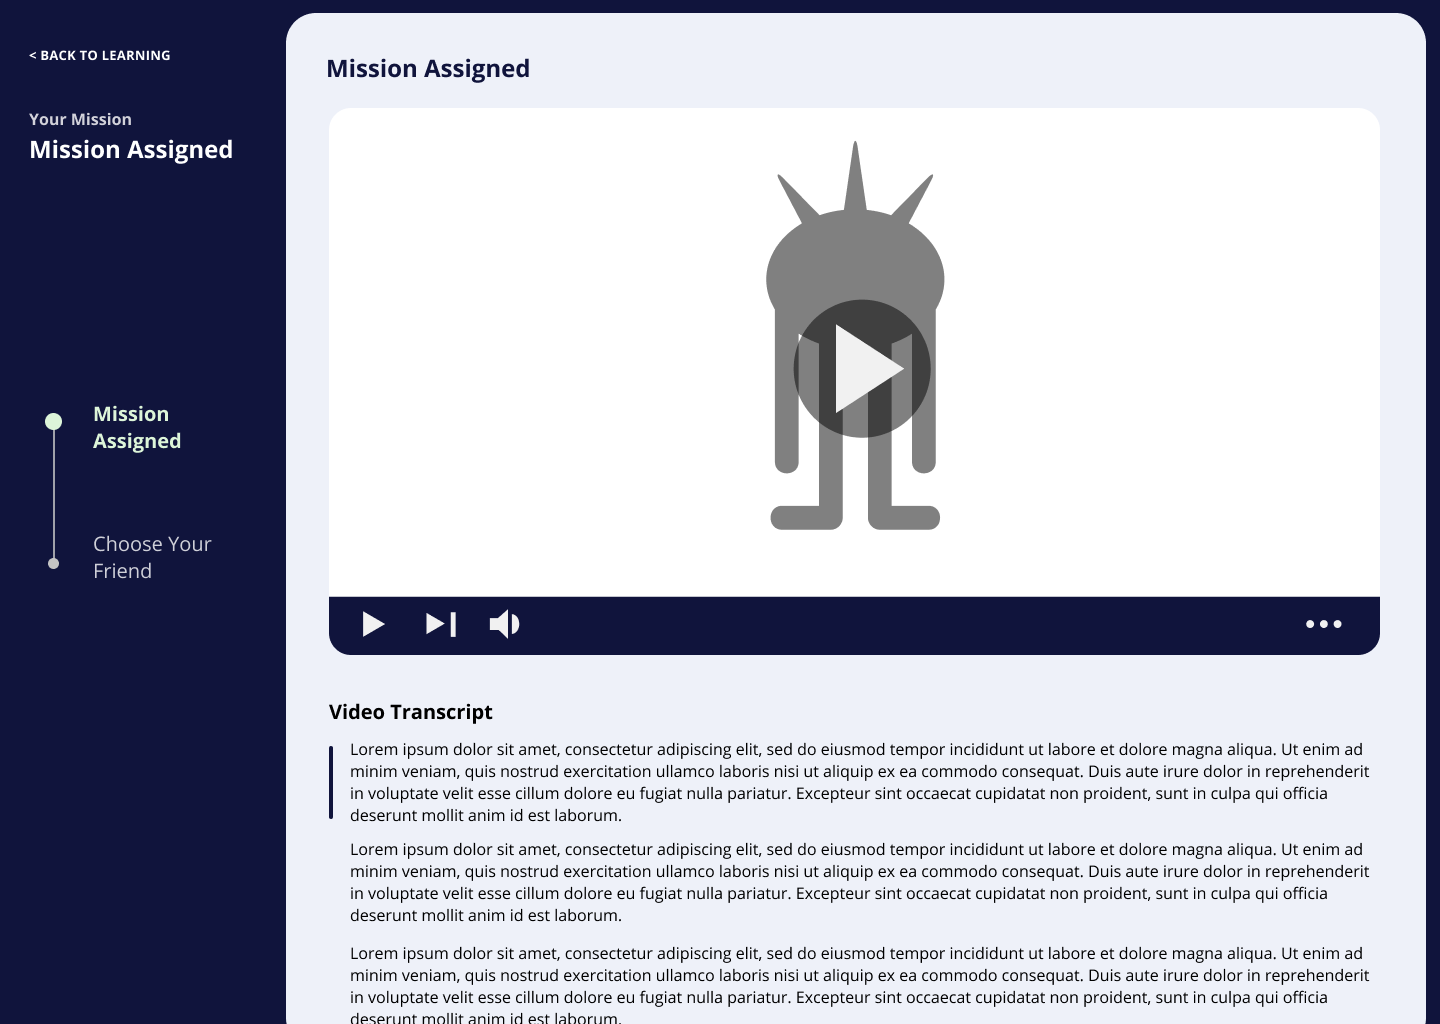 < BACK TO LEARNING
Your Mission
Mission Assigned
Mission
Assigned
Choose Your
Friend
Mission Assigned
Video Transcript
Lorem ipsum dolor sit amet, consectetur adipiscing elit, sed do eiusmod tempor incididunt ut labore et dolore magna aliqua. Ut enim ad
minim veniam, quis nostrud exercitation ullamco laboris nisi ut aliquip ex ea commodo consequat. Duis aute irure dolor in reprehenderit
in voluptate velit esse cillum dolore eu fugiat nulla pariatur. Excepteur sint occaecat cupidatat non proident, sunt in culpa qui officia
deserunt mollit anim id est laborum.
Lorem ipsum dolor sit amet, consectetur adipiscing elit, sed do eiusmod tempor incididunt ut labore et dolore magna aliqua. Ut enim ad
minim veniam, quis nostrud exercitation ullamco laboris nisi ut aliquip ex ea commodo consequat. Duis aute irure dolor in reprehenderit
in voluptate velit esse cillum dolore eu fugiat nulla pariatur. Excepteur sint occaecat cupidatat non proident, sunt in culpa qui officia
deserunt mollit anim id est laborum.
Lorem ipsum dolor sit amet, consectetur adipiscing elit, sed do eiusmod tempor incididunt ut labore et dolore magna aliqua. Ut enim ad
minim veniam, quis nostrud exercitation ullamco laboris nisi ut aliquip ex ea commodo consequat. Duis aute irure dolor in reprehenderit
in voluptate velit esse cillum dolore eu fugiat nulla pariatur. Excepteur sint occaecat cupidatat non proident, sunt in culpa qui officia
deserunt mollit anim id est laborum.